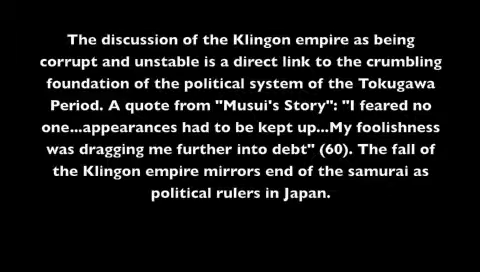 The discussion of the Klingon empire as being
corrupt and unstable is a direct link to the crumbling
foundation of the political system of the Tokugawa
Period. A quote from "Musui's Story": "I feared no
one...appearances had to be kept up...My foolishness
was dragging me further into debt" (60). The fall of
the Klingon empire mirrors end of the samurai as
political rulers in Japan.